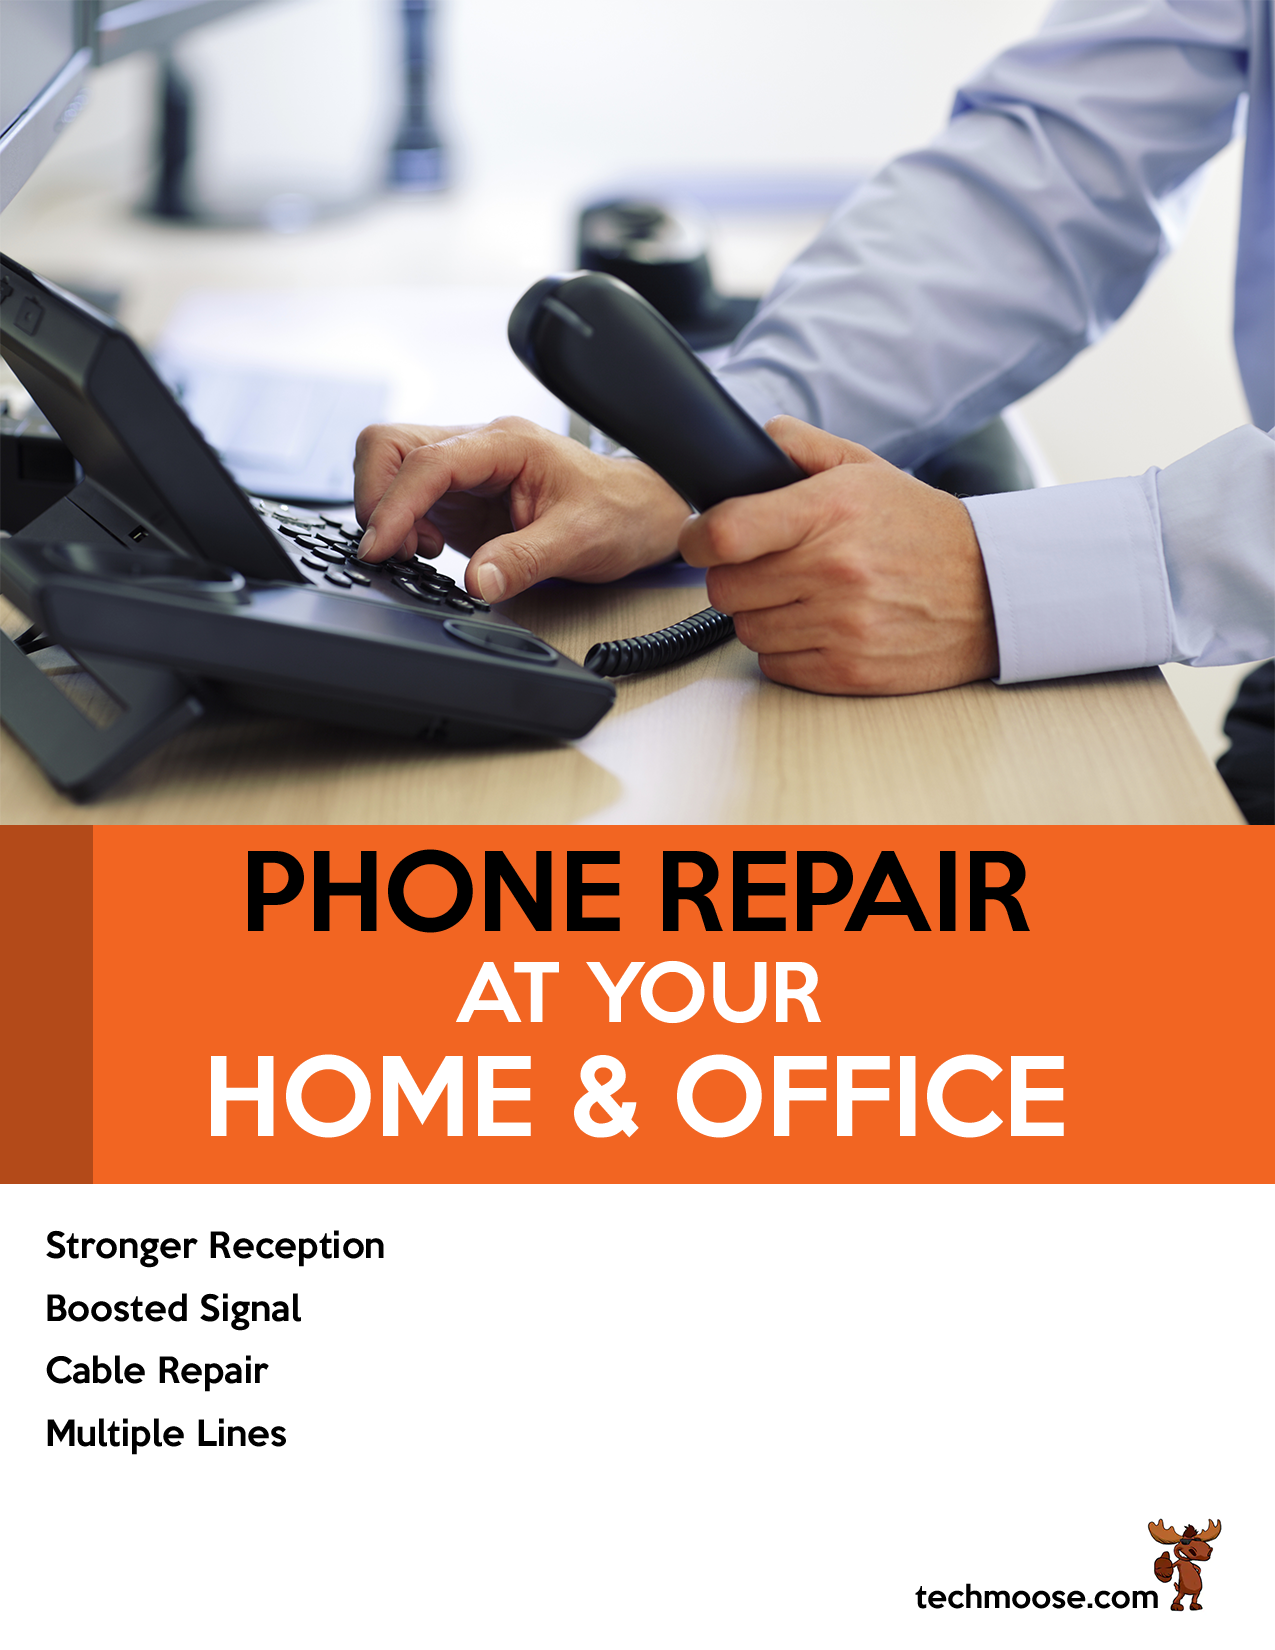 PHONE REPAIR
AT YOUR
HOME & OFFICE
Stronger Reception
Boosted Signal
Cable Repair
Multiple Lines
techmoose.com